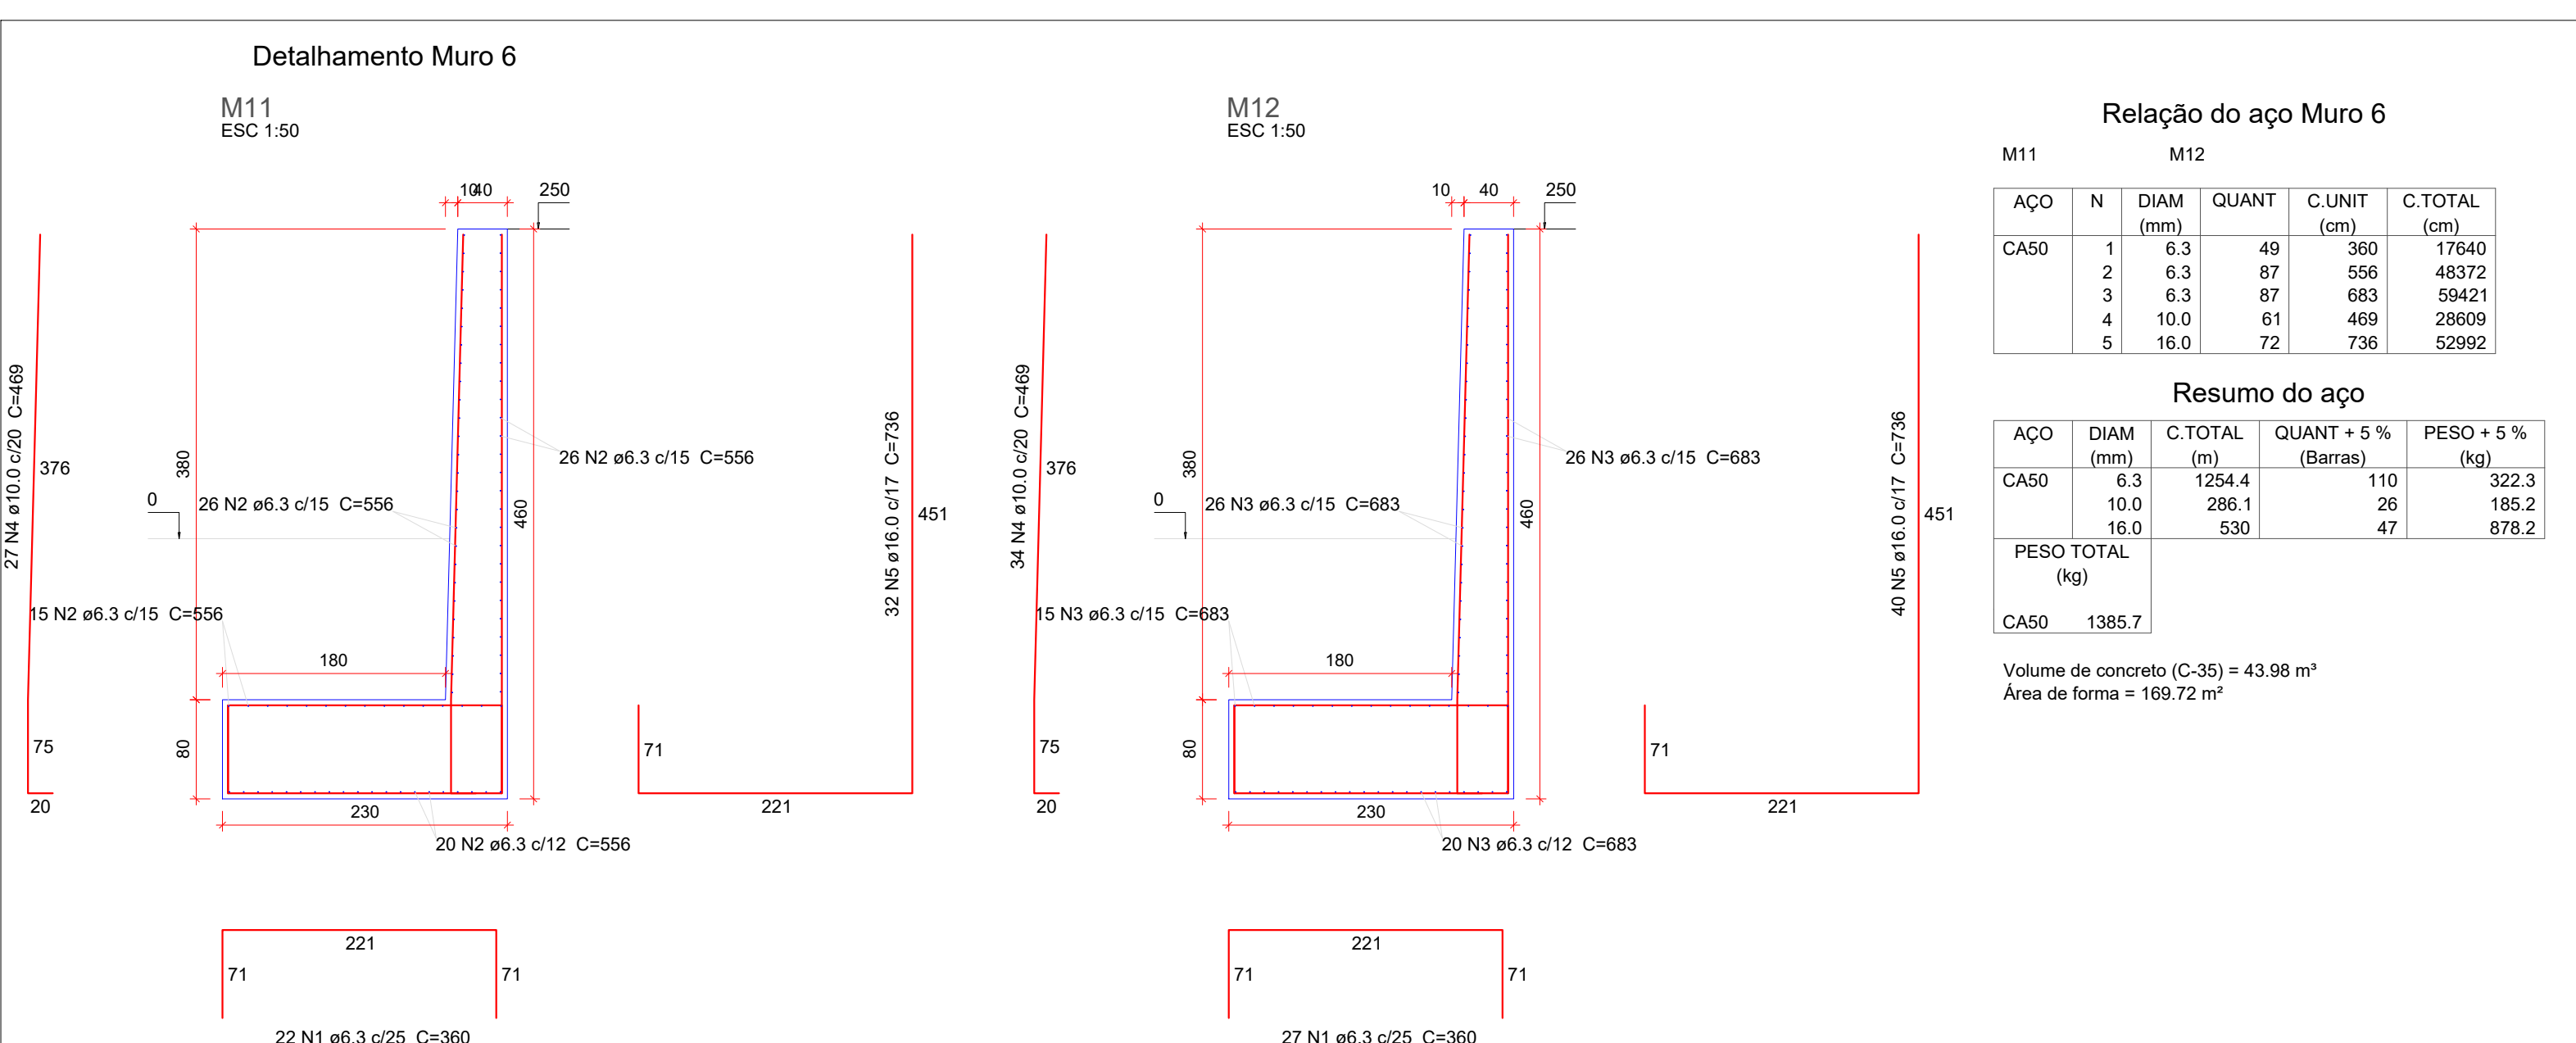 Detalhamento Muro 6
M11
ESC 1:50
10 40
250
27 N4 ø10.0 c/20 C=469
376
75
20
380
80
0
26 N2 ø6.3 c/15 C=556
26 N2 ø6.3 c/15 C=556
15 N2 ø6.3 c/15 C=556
180
460
230
20 N2 ø6.3 c/12 C=556
32 N5 ø16.0 c/17 C=736
451
71
221
221
71
71
22 N1 ø6.3 c/25 C=360
M12
ESC 1:50
10 40
250
34 N4 ø10.0 c/20 C=469
376
75
20
380
80
0
26 N3 ø6.3 c/15 C=683
26 N3 ø6.3 c/15 C=683
15 N3 ø6.3 c/15 C=683
180
460
230
20 N3 ø6.3 c/12 C=683
40 N5 ø16.0 c/17 C=736
451
71
221
221
71
71
27 N1 ø6.3 c/25 C=360
Relação do aço Muro 6
M11 M12
AÇO N DIAM QUANT C.UNIT C.TOTAL
(mm) (cm) (cm)
CA50 1 6.3 49 360 17640
2 6.3 87 556 48372
3 6.3 87 683 59421
4 10.0 61 469 28609
5 16.0 72 736 52992
Resumo do aço
AÇO DIAM C.TOTAL QUANT + 5 % PESO + 5 %
(mm) (m) (Barras) (kg)
CA50 6.3 1254.4 110 322.3
10.0 286.1 26 185.2
16.0 530 47 878.2
PESO TOTAL
(kg)
CA50 1385.7
Volume de concreto (C-35) = 43.98 m³
Área de forma = 169.72 m²